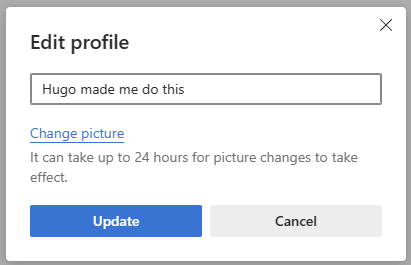 Edit profile
Hugo made me do this
Change picture
It can take up to 24 hours for picture changes to take
effect.
Update
Cancel